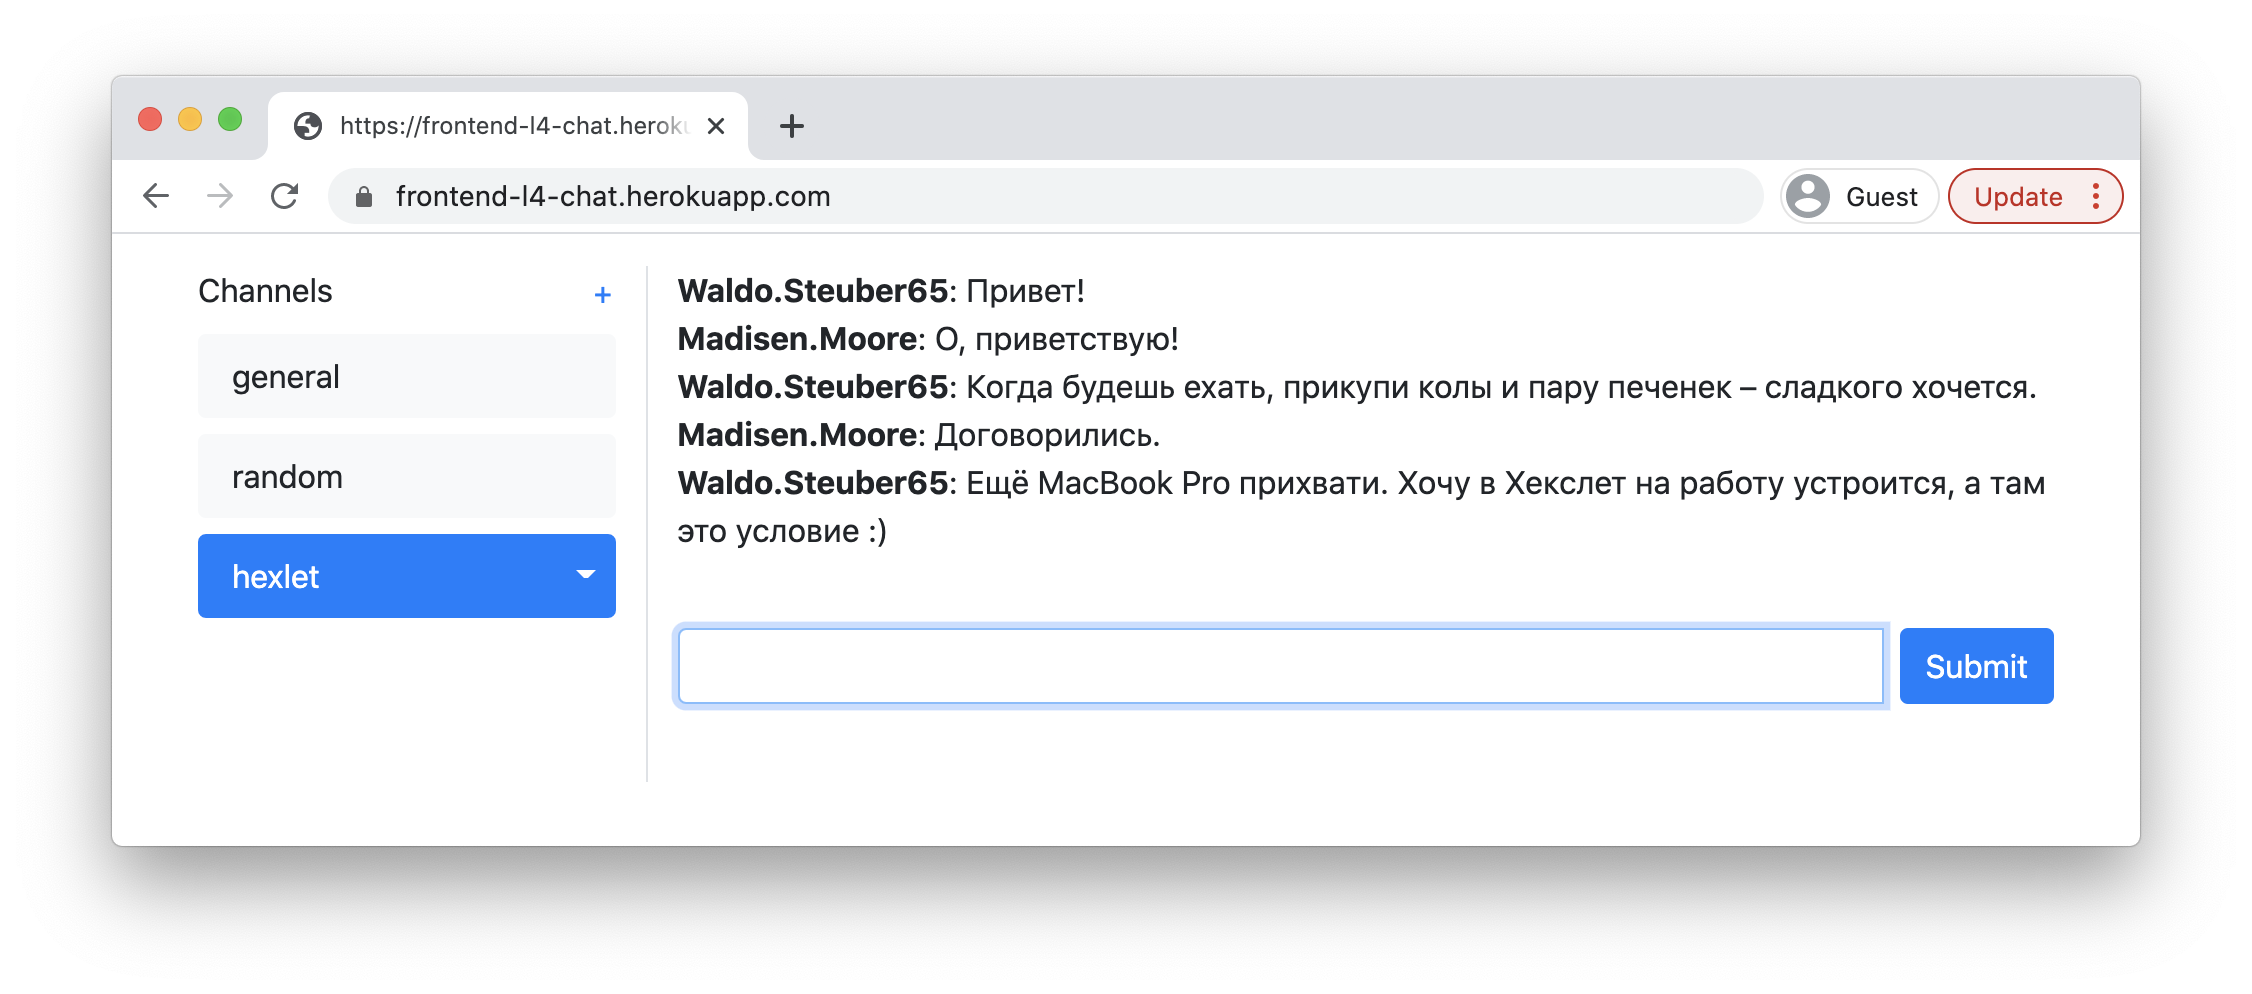 https://frontend-l4-chat.heroku
frontend-l4-chat.herokuapp.com
Guest
Update
Channels
+
general
random
hexlet
Waldo.Steuber65: Привет!
Madisen.Moore: О, приветствую!
Waldo.Steuber65: Когда будешь ехать, прикупи колы и пару печенек – сладкого хочется.
Madisen.Moore: Договорились.
Waldo.Steuber65: Ещё MacBook Pro прихвати. Хочу в Хекслет на работу устроится, а там
это условие :)
Submit